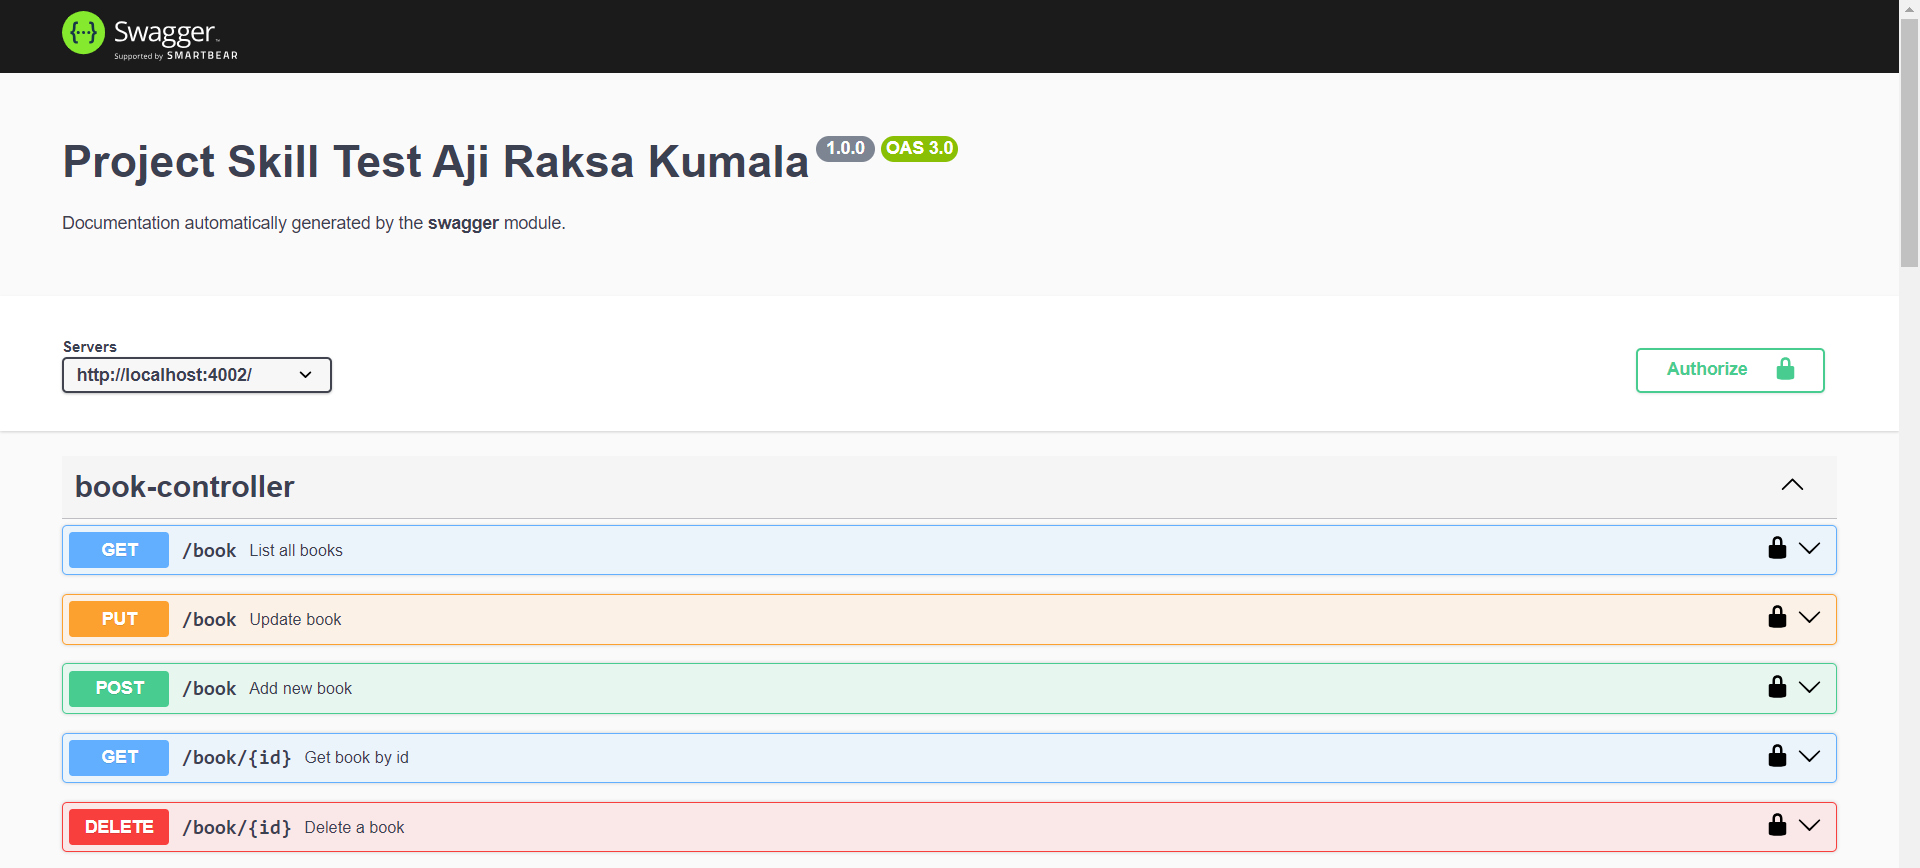 {···} Swagger™
Supported by SMARTBEAR
Project Skill Test Aji Raksa Kumala 1.0.0 OAS 3.0
Documentation automatically generated by the swagger module.
Servers
http://localhost:4002/
Authorize
book-controller
GET /book List all books
PUT /book Update book
POST /book Add new book
GET /book/{id} Get book by id
DELETE /book/{id} Delete a book